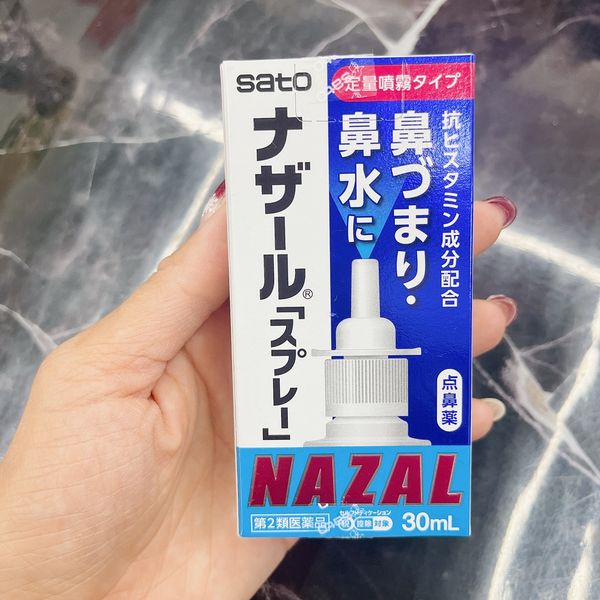 sato
定量噴霧タイプ
ナザール®「スプレー」
抗ヒスタミン成分配合
鼻づまり・
鼻水に
点鼻薬
NAZAL
第2類医薬品
セルフメディケーション
税 控除 対象
30mL